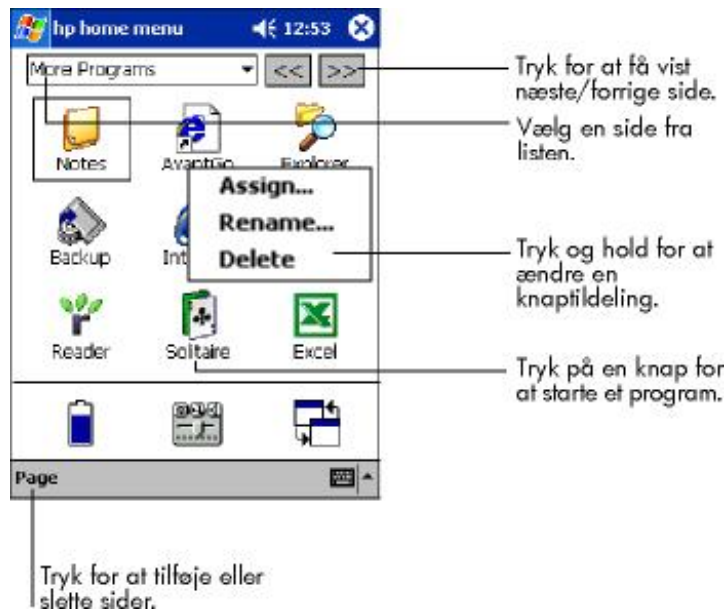 hp home menu 12:53
More Programs << >>
Tryk for at få vist
næste/forrige side.
Vælg en side fra
listen.
Notes AvantGo Explorer
Assign...
Rename...
Delete
Tryk og hold for at
ændre en
knaptildeling.
Backup Int
Reader Solitaire Excel
Tryk på en knap for
at starte et program.
Page
Tryk for at tilføje eller
slette sider.